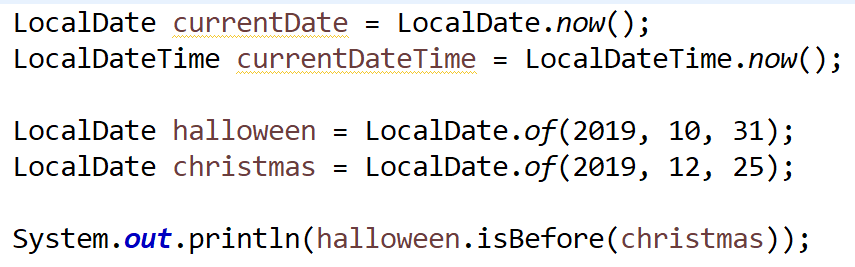 LocalDate currentDate = LocalDate.now();
LocalDateTime currentDateTime = LocalDateTime.now();
LocalDate halloween = LocalDate.of(2019, 10, 31);
LocalDate christmas = LocalDate.of(2019, 12, 25);
System.out.println(halloween.isBefore(christmas));